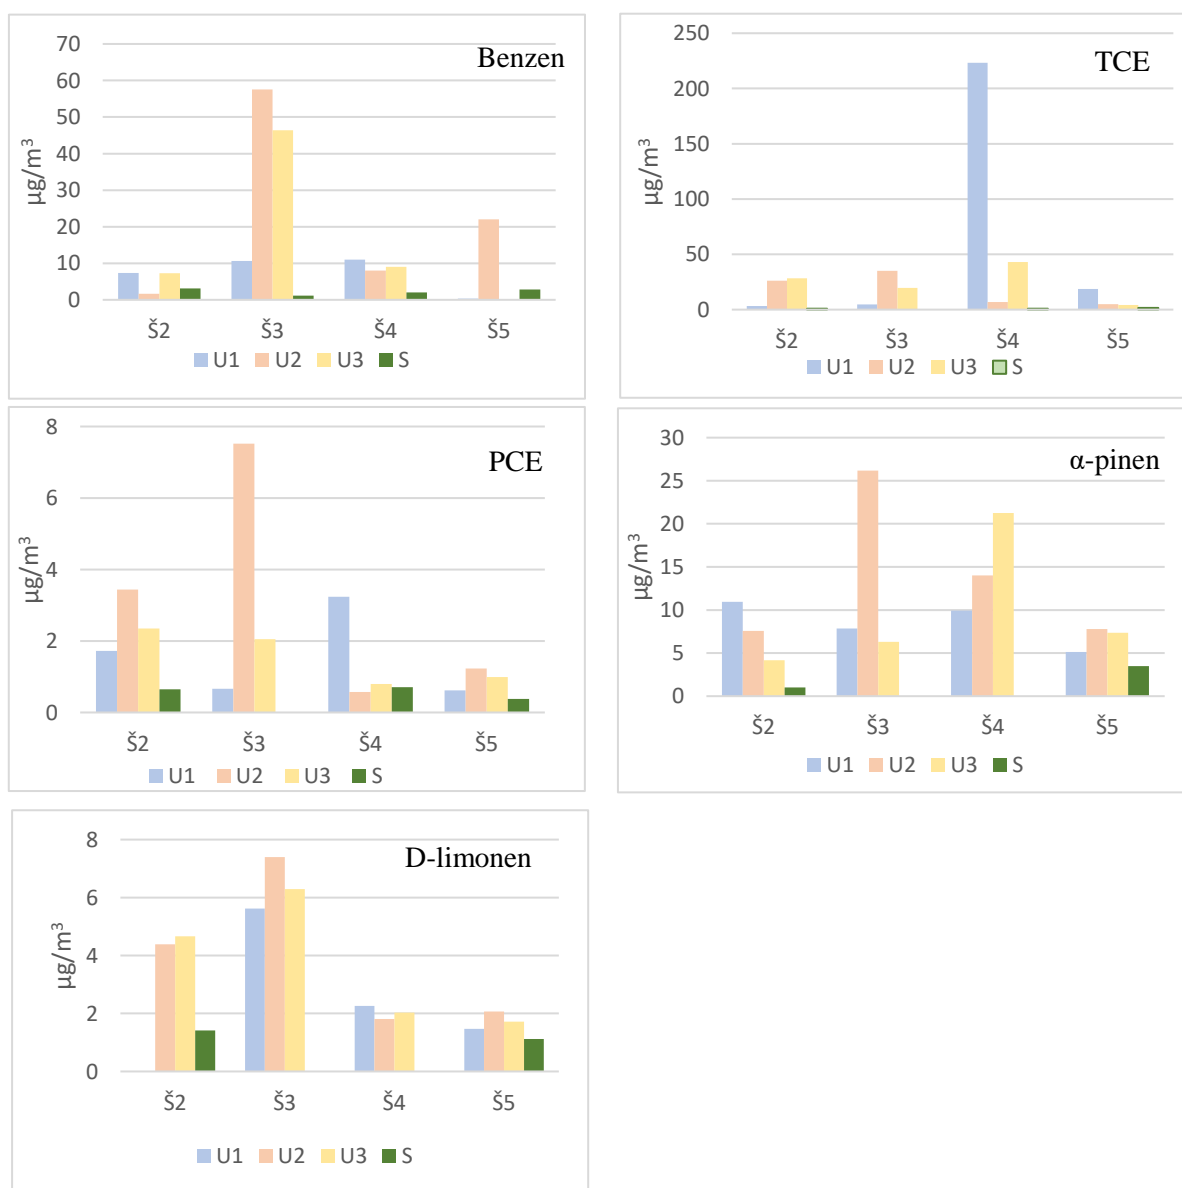 Benzen
µg/m³
70
60
50
40
30
20
10
0
Š2 Š3 Š4 Š5
U1 U2 U3 S
TCE
µg/m³
250
200
150
100
50
0
Š2 Š3 Š4 Š5
U1 U2 U3 S
PCE
µg/m³
8
6
4
2
0
Š2 Š3 Š4 Š5
U1 U2 U3 S
α-pinen
µg/m³
30
25
20
15
10
5
0
Š2 Š3 Š4 Š5
U1 U2 U3 S
D-limonen
µg/m³
8
6
4
2
0
Š2 Š3 Š4 Š5
U1 U2 U3 S